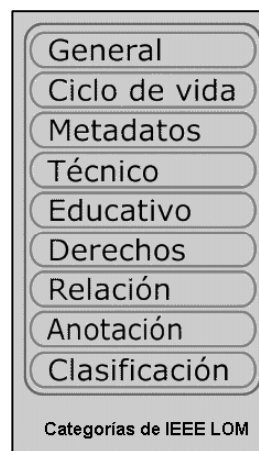 General
Ciclo de vida
Metadatos
Técnico
Educativo
Derechos
Relación
Anotación
Clasificación
Categorías de IEEE LOM